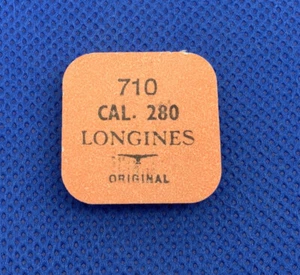 710
CAL. 280
LONGINES
ORIGINAL